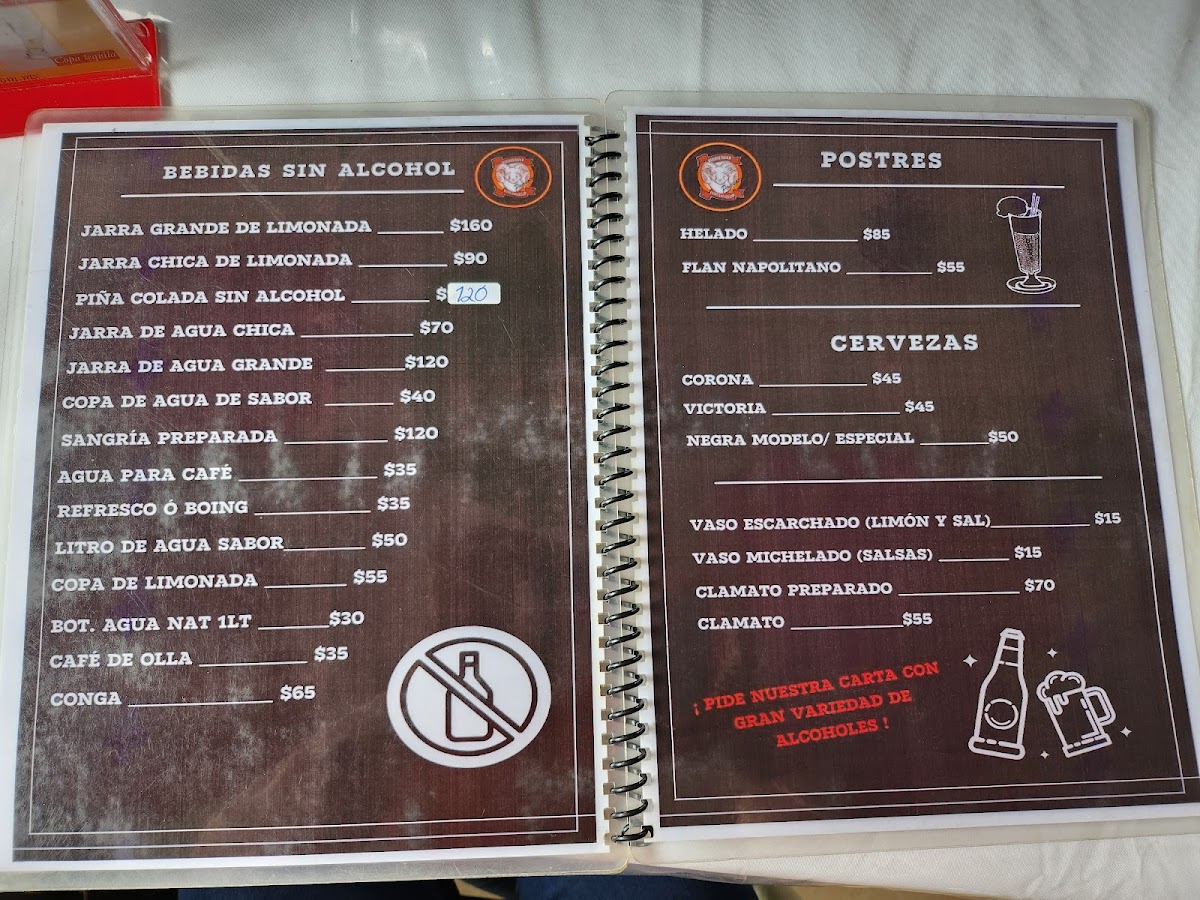 Copa tequila
BEBIDAS SIN ALCOHOL
JARRA GRANDE DE LIMONADA $160
JARRA CHICA DE LIMONADA $90
PIÑA COLADA SIN ALCOHOL $120
JARRA DE AGUA CHICA $70
JARRA DE AGUA GRANDE $120
COPA DE AGUA DE SABOR $40
SANGRÍA PREPARADA $120
AGUA PARA CAFÉ $35
REFRESCO Ó BOING $35
LITRO DE AGUA SABOR $50
COPA DE LIMONADA $55
BOT. AGUA NAT 1LT $30
CAFÉ DE OLLA $35
CONGA $65
POSTRES
HELADO $85
FLAN NAPOLITANO $55
CERVEZAS
CORONA $45
VICTORIA $45
NEGRA MODELO/ ESPECIAL $50
VASO ESCARCHADO (LIMÓN Y SAL) $15
VASO MICHELADO (SALSAS) $15
CLAMATO PREPARADO $70
CLAMATO $55
¡ PIDE NUESTRA CARTA CON
GRAN VARIEDAD DE
ALCOHOLES !